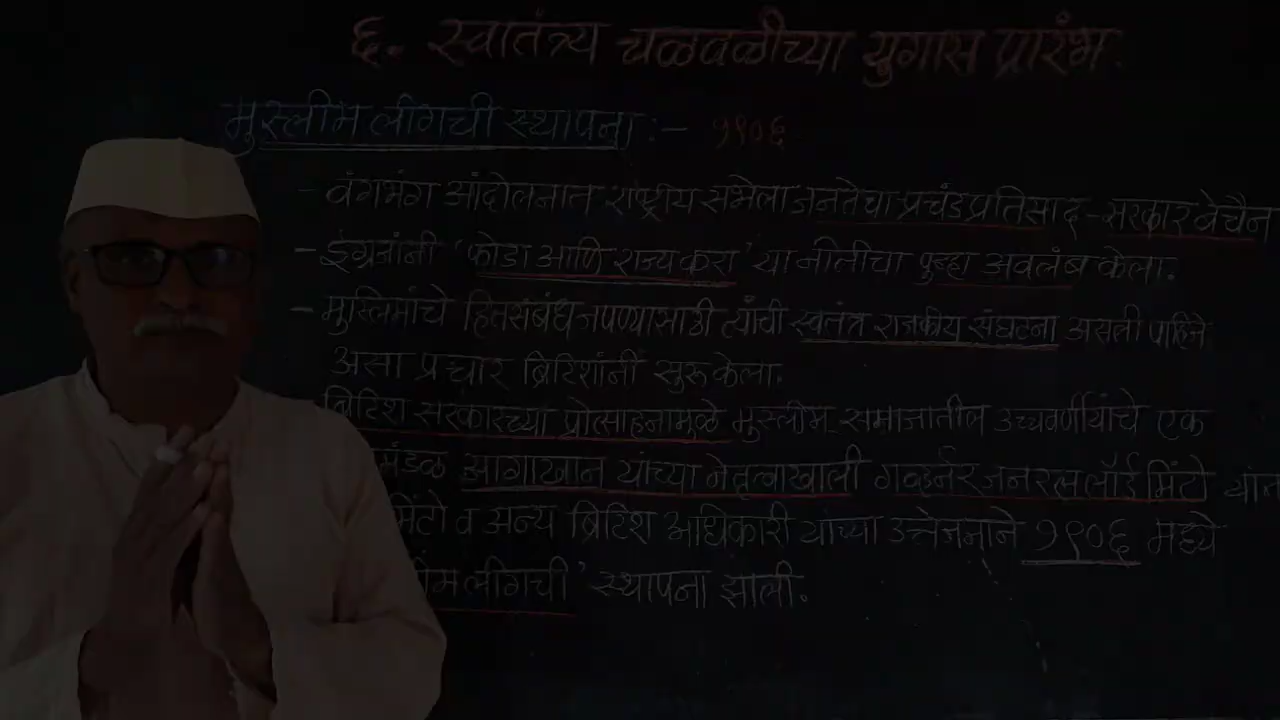 ६. स्वातंत्र्य चळवळीच्या युगास प्रारंभ.
मुस्लीम लीगची स्थापना :- १९०६
- वंगभंग आंदोलनात राष्ट्रीय सभेला जनतेचा प्रचंड प्रतिसाद - सरकार बेचैन
- इंग्रजांनी 'फोडा आणि राज्य करा' या नीतीचा पुन्हा अवलंब केला.
- मुस्लिमांचे हितसंबंध जपण्यासाठी त्यांची स्वतंत्र राजकीय संघटना असली पाहिजे
असा प्रचार ब्रिटिशांनी सुरू केला.
ब्रिटिश सरकारच्या प्रोत्साहनामुळे मुस्लीम समाजातील उच्चवर्णीयांचे एक
मंडळ आगाखान यांच्या नेतृत्वाखाली गव्हर्नर जनरल लॉर्ड मिंटो यांन
मिंटो व अन्य ब्रिटिश अधिकारी यांच्या उत्तेजनाने १९०६ मध्ये
म लीगची' स्थापना झाली.